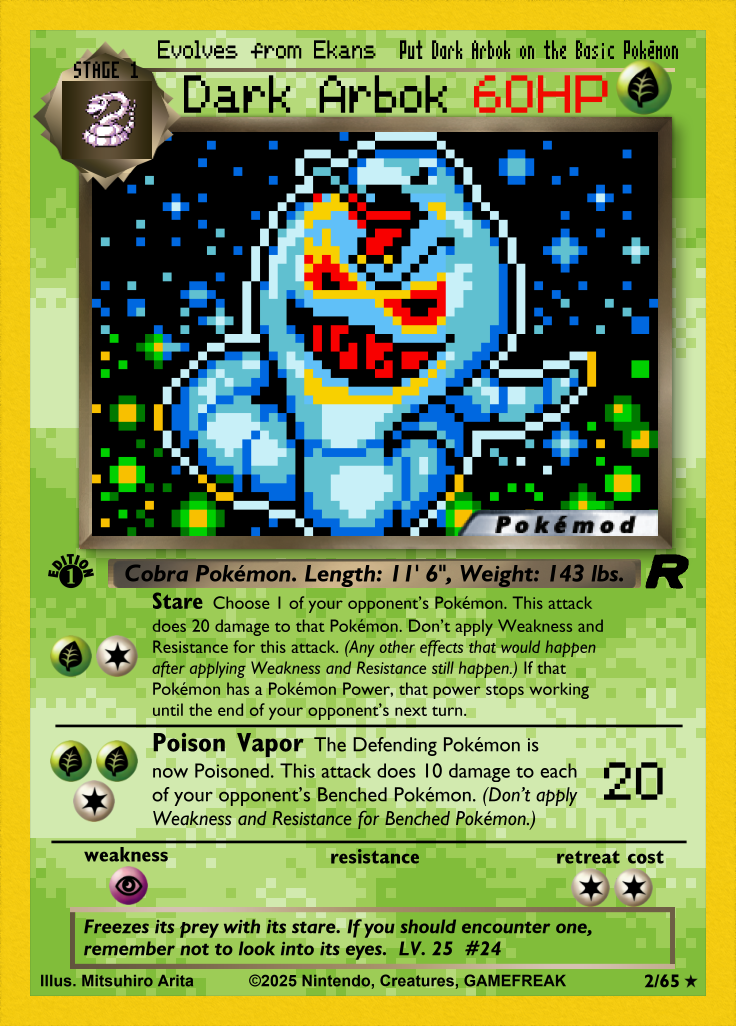 Evolves from Ekans Put Dark Arbok on the Basic Pokémon
STAGE 1
Dark Arbok 60HP
Pokémod
EDITION
1
Cobra Pokémon. Length: 11' 6", Weight: 143 lbs.
R
Stare Choose 1 of your opponent's Pokémon. This attack
does 20 damage to that Pokémon. Don't apply Weakness and
Resistance for this attack. (Any other effects that would happen
after applying Weakness and Resistance still happen.) If that
Pokémon has a Pokémon Power, that power stops working
until the end of your opponent's next turn.
Poison Vapor The Defending Pokémon is
now Poisoned. This attack does 10 damage to each
of your opponent's Benched Pokémon. (Don't apply
Weakness and Resistance for Benched Pokémon.)
20
weakness resistance retreat cost
Freezes its prey with its stare. If you should encounter one,
remember not to look into its eyes. LV. 25 #24
Illus. Mitsuhiro Arita ©2025 Nintendo, Creatures, GAMEFREAK 2/65 ★